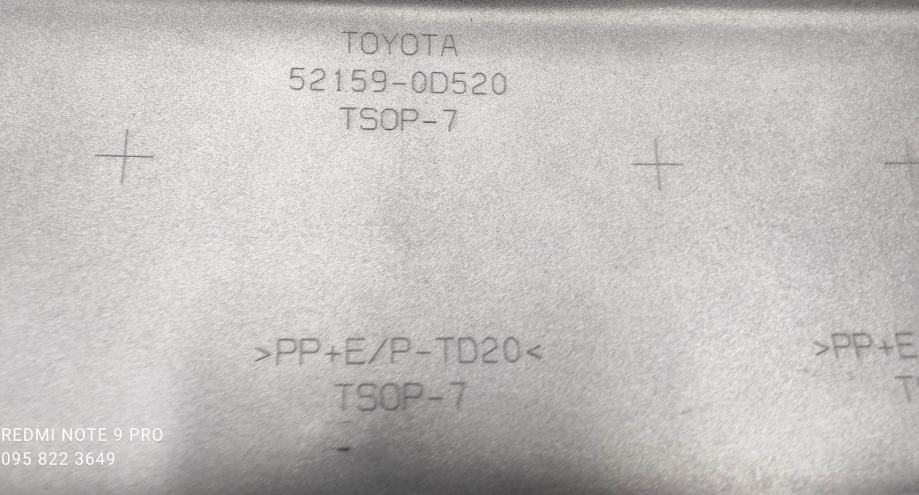 TOYOTA
52159-0D520
TSOP-7
>PP+E/P-TD20<
TSOP-7
>PP+E
T
REDMI NOTE 9 PRO
095 822 3649